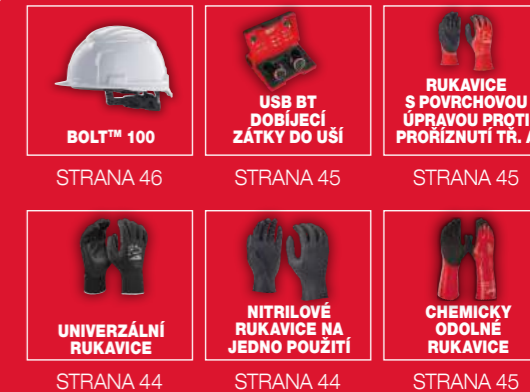 BOLT™ 100
STRANA 46
USB BT
DOBÍJECÍ
ZÁTKY DO UŠÍ
STRANA 45
RUKAVICE
S POVRCHOVOU
ÚPRAVOU PROTI
PROŘÍZNUTÍ TŘ. A
STRANA 45
UNIVERZÁLNÍ
RUKAVICE
STRANA 44
NITRILOVÉ
RUKAVICE NA
JEDNO POUŽITÍ
STRANA 44
CHEMICKY
ODOLNÉ
RUKAVICE
STRANA 45